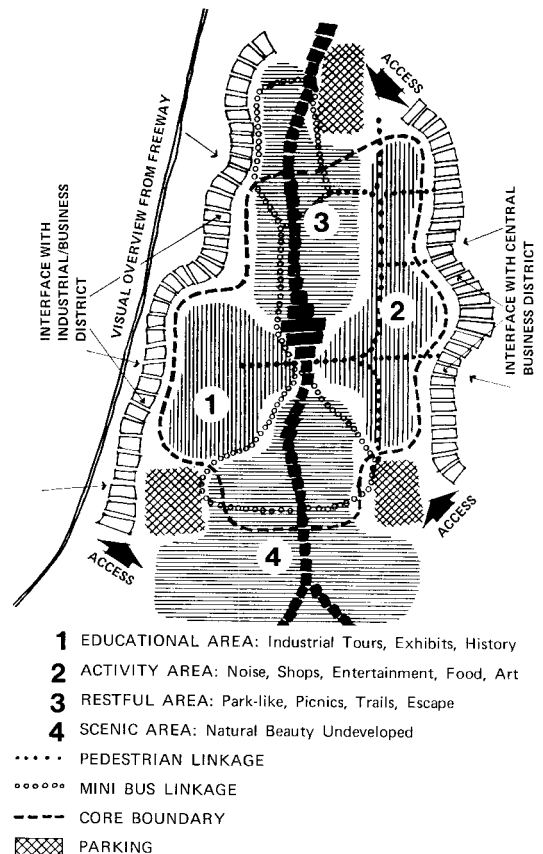 ACCESS
VISUAL OVERVIEW FROM FREEWAY
INTERFACE WITH
INDUSTRIAL/BUSINESS
DISTRICT
INTERFACE WITH CENTRAL
BUSINESS DISTRICT
3
2
1
4
ACCESS
ACCESS
1 EDUCATIONAL AREA: Industrial Tours, Exhibits, History
2 ACTIVITY AREA: Noise, Shops, Entertainment, Food, Art
3 RESTFUL AREA: Park-like, Picnics, Trails, Escape
4 SCENIC AREA: Natural Beauty Undeveloped
PEDESTRIAN LINKAGE
MINI BUS LINKAGE
CORE BOUNDARY
PARKING